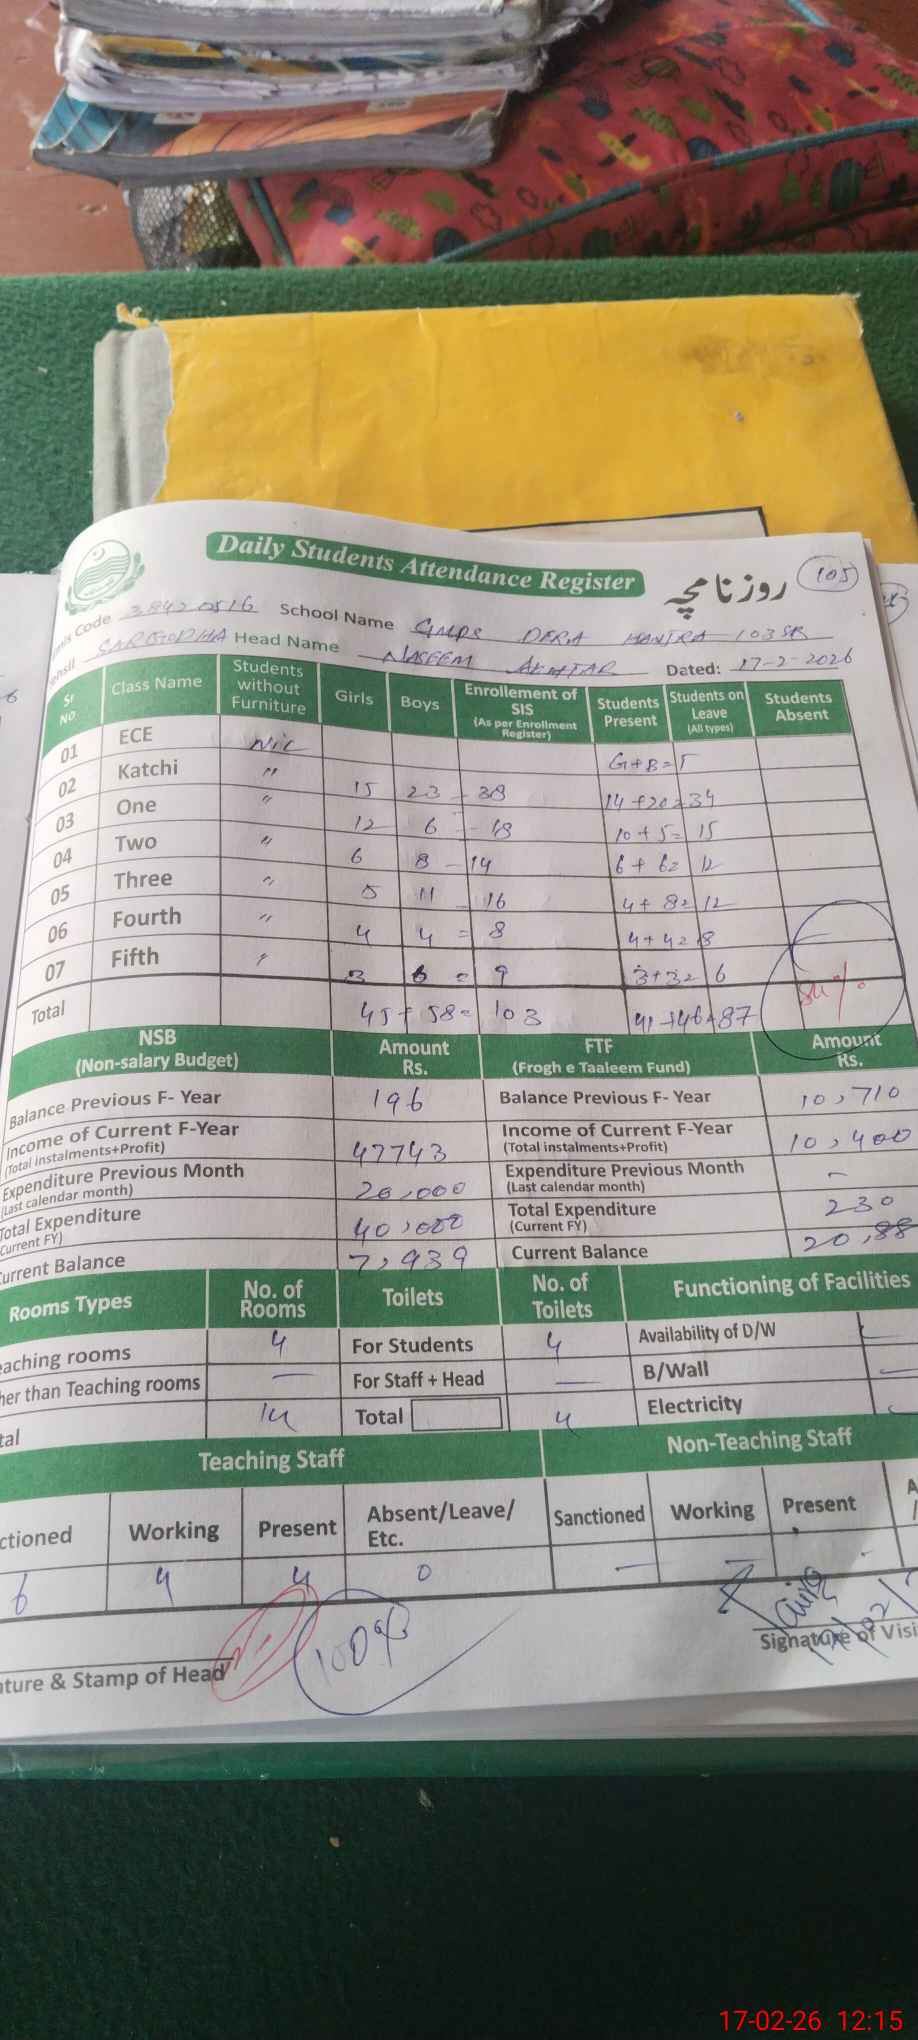 Daily Students Attendance Register
روزنامچہ 105
Code 38420516 School Name GMPS DERA 103 SB
SARGODHA Head Name NASEEM AKHTAR Dated: 17-2-2026
Sr No Class Name Students without Furniture Girls Boys Enrollement of SIS (As per Enrollment Register) Students Present Students on Leave (All types) Students Absent
01 ECE Nil G+B=T
02 Katchi " 15 23 - 38 14+20=34
03 One " 12 6 - 18 10+5= 15
04 Two " 6 8 - 14 6+6= 12
05 Three " 5 11 - 16 4+8= 12
06 Fourth " 4 4 = 8 4+4= 8
07 Fifth " 3 6 = 9 3+3= 6
Total 45+58= 103 41+46+87 84%
NSB (Non-salary Budget) Amount Rs. FTF (Frogh e Taaleem Fund) Amount Rs.
Balance Previous F- Year 196 Balance Previous F- Year 10,710
Income of Current F-Year (Total instalments+Profit) 47743 Income of Current F-Year (Total instalments+Profit) 10,400
Expenditure Previous Month (Last calendar month) 20,000 Expenditure Previous Month (Last calendar month) -
Total Expenditure (Current FY) 40,000 Total Expenditure (Current FY) 230
Current Balance 7,939 Current Balance 20,88
Rooms Types No. of Rooms Toilets No. of Toilets Functioning of Facilities
eaching rooms 4 For Students 4 Availability of D/W
her than Teaching rooms — For Staff + Head — B/Wall
tal Total 4 Electricity
Teaching Staff Non-Teaching Staff
ctioned Working Present Absent/Leave/Etc. Sanctioned Working Present
6 4 4 0 — —
100%
ture & Stamp of Head Signature of Visi
17-02-26 12:15